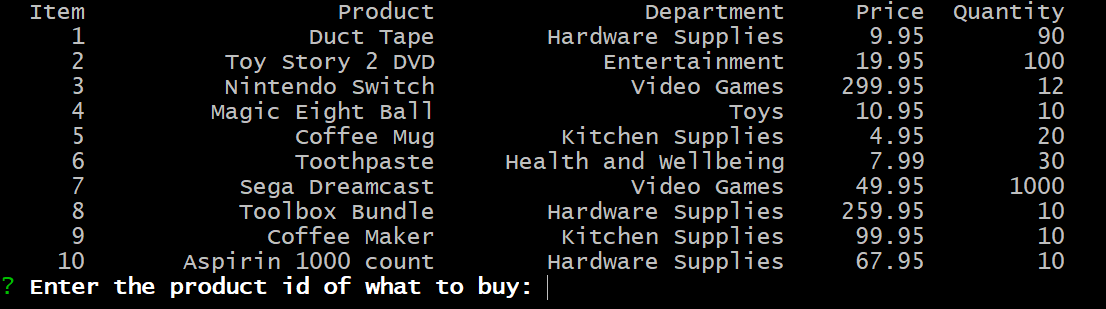 Item Product Department Price Quantity
1 Duct Tape Hardware Supplies 9.95 90
2 Toy Story 2 DVD Entertainment 19.95 100
3 Nintendo Switch Video Games 299.95 12
4 Magic Eight Ball Toys 10.95 10
5 Coffee Mug Kitchen Supplies 4.95 20
6 Toothpaste Health and Wellbeing 7.99 30
7 Sega Dreamcast Video Games 49.95 1000
8 Toolbox Bundle Hardware Supplies 259.95 10
9 Coffee Maker Kitchen Supplies 99.95 10
10 Aspirin 1000 count Hardware Supplies 67.95 10
? Enter the product id of what to buy: